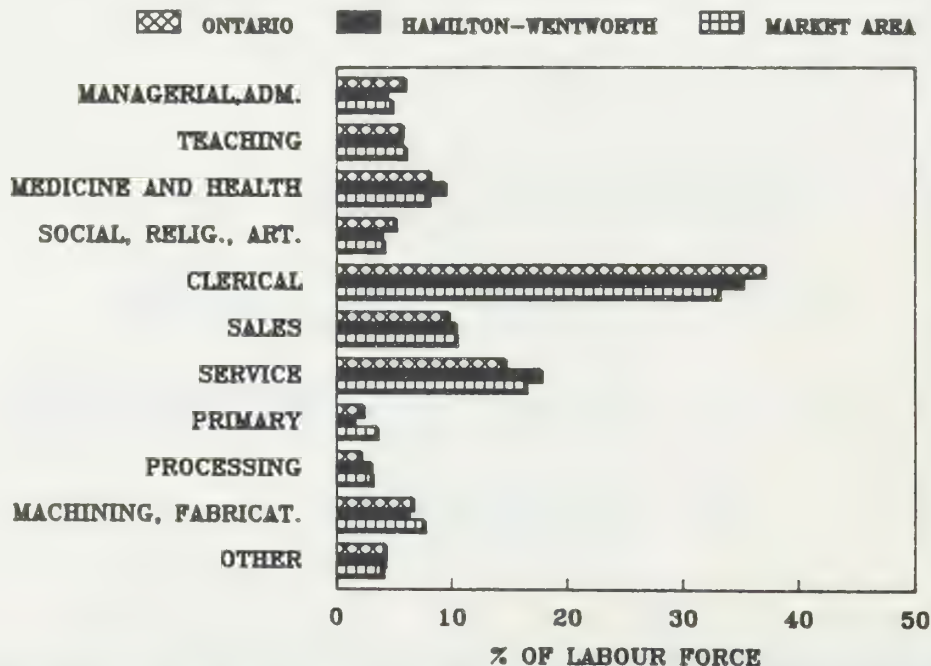 ONTARIO HAMILTON-WENTWORTH MARKET AREA
MANAGERIAL,ADM.
TEACHING
MEDICINE AND HEALTH
SOCIAL, RELIG., ART.
CLERICAL
SALES
SERVICE
PRIMARY
PROCESSING
MACHINING, FABRICAT.
OTHER
0 10 20 30 40 50
% OF LABOUR FORCE